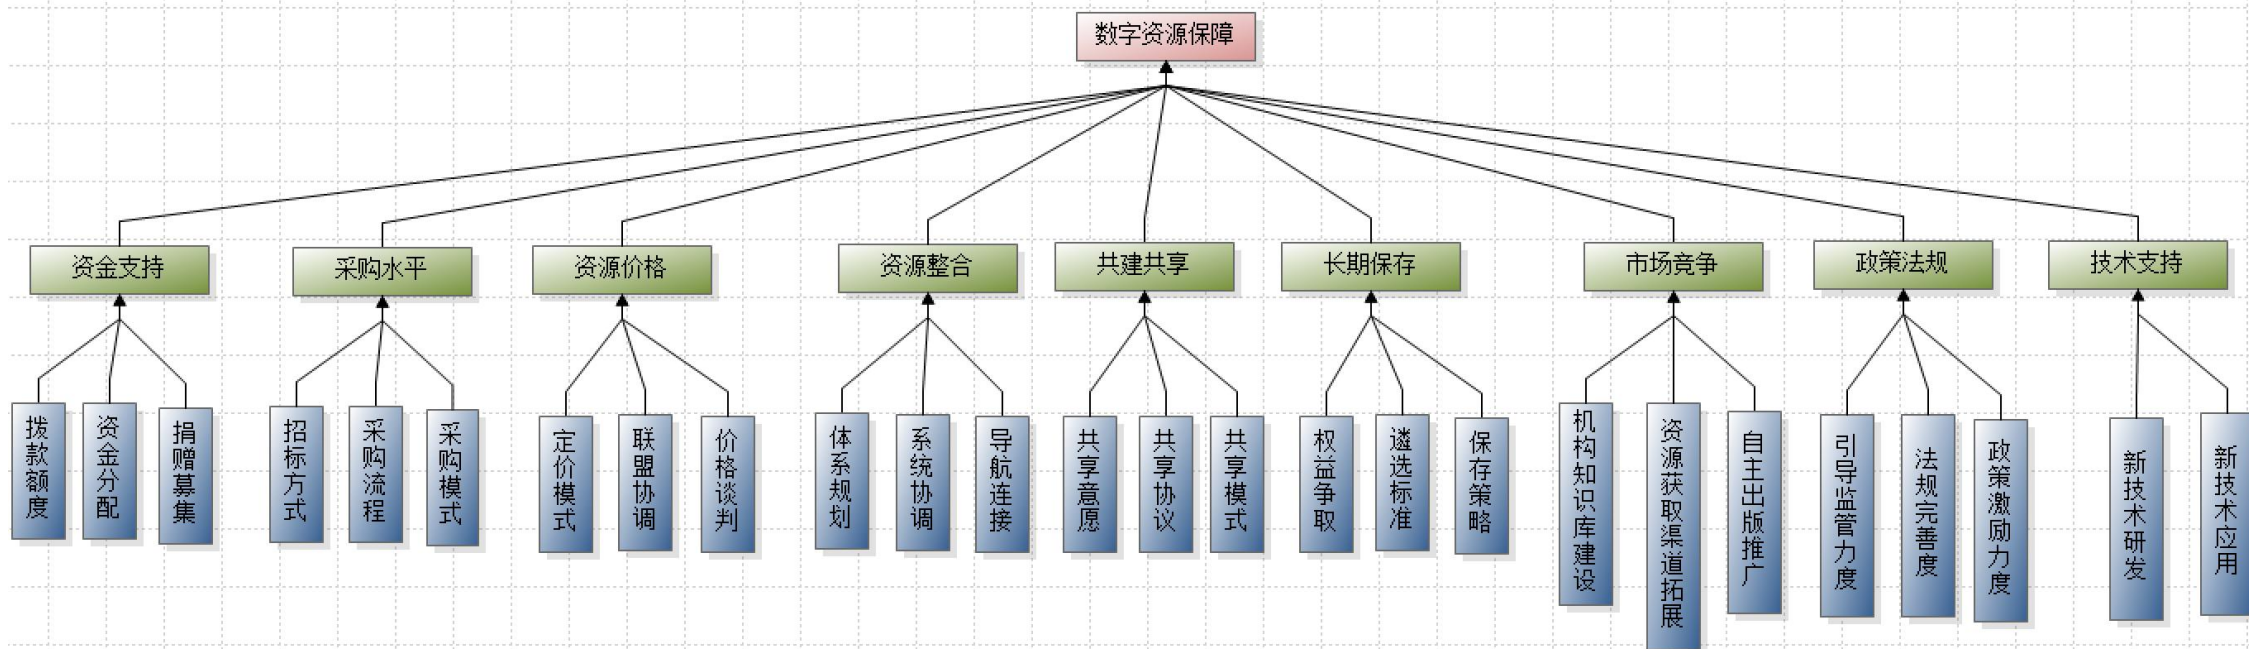 数字资源保障
资金支持
采购水平
资源价格
资源整合
共建共享
长期保存
市场竞争
政策法规
技术支持
拨款额度
资金分配
捐赠募集
招标方式
采购流程
采购模式
定价模式
联盟协调
价格谈判
体系规划
系统协调
导航连接
共享意愿
共享协议
共享模式
权益争取
遴选标准
保存策略
机构知识库建设
资源获取渠道拓展
自主出版推广
引导监管力度
法规完善度
政策激励力度
新技术研发
新技术应用